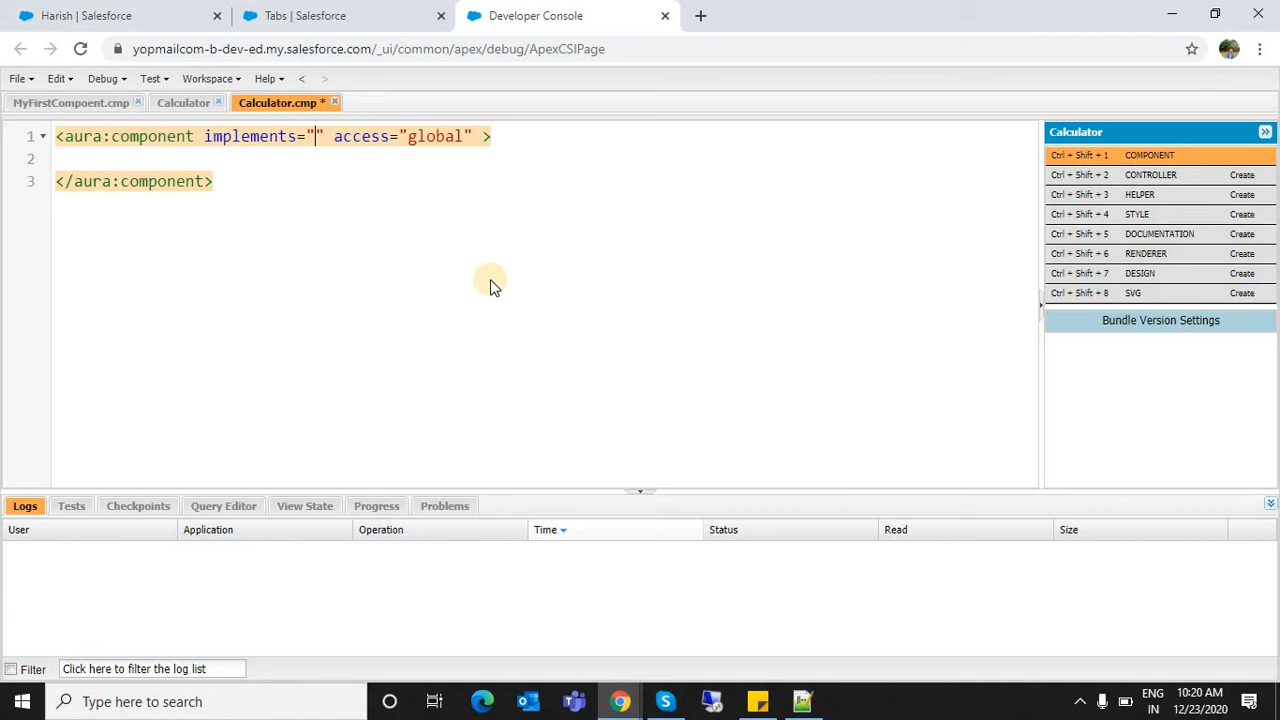 Harish | Salesforce
Tabs | Salesforce
Developer Console
yopmailcom-b-dev-ed.my.salesforce.com/_ui/common/apex/debug/ApexCSIPage
File Edit Debug Test Workspace Help < >
MyFirstCompoent.cmp Calculator Calculator.cmp *
1 <aura:component implements="" access="global" >
2
3 </aura:component>
Calculator
Ctrl + Shift + 1 COMPONENT
Ctrl + Shift + 2 CONTROLLER Create
Ctrl + Shift + 3 HELPER Create
Ctrl + Shift + 4 STYLE Create
Ctrl + Shift + 5 DOCUMENTATION Create
Ctrl + Shift + 6 RENDERER Create
Ctrl + Shift + 7 DESIGN Create
Ctrl + Shift + 8 SVG Create
Bundle Version Settings
Logs Tests Checkpoints Query Editor View State Progress Problems
User Application Operation Time Status Read Size
Filter Click here to filter the log list
Type here to search
ENG
IN
10:20 AM
12/23/2020